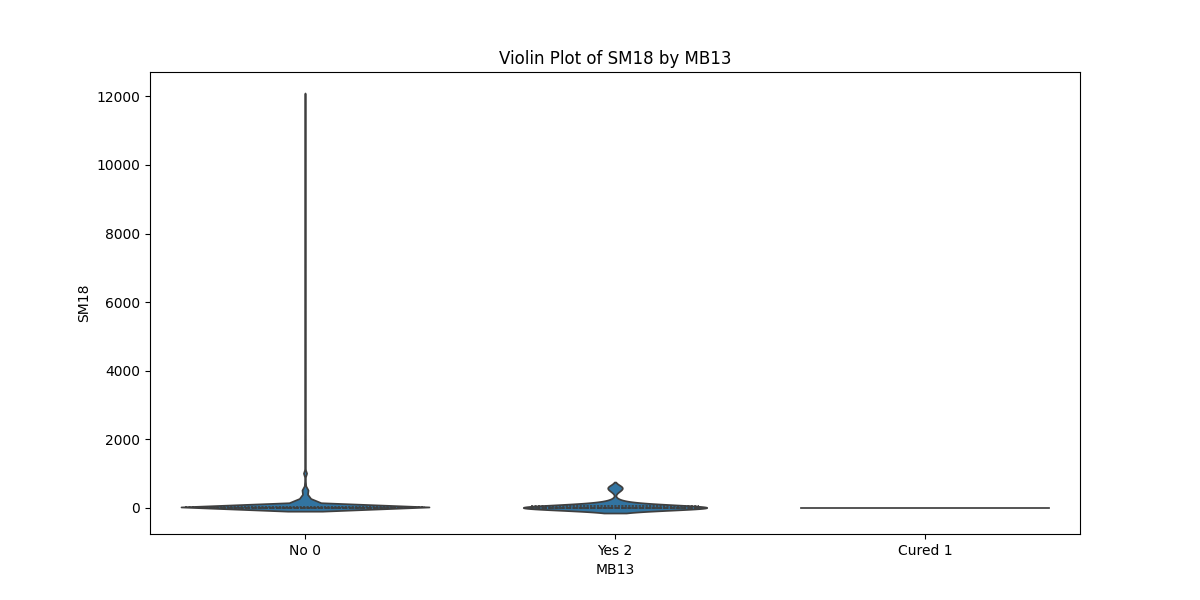 Violin Plot of SM18 by MB13
12000
10000
8000
6000
4000
2000
0
SM18
No 0
Yes 2
Cured 1
MB13